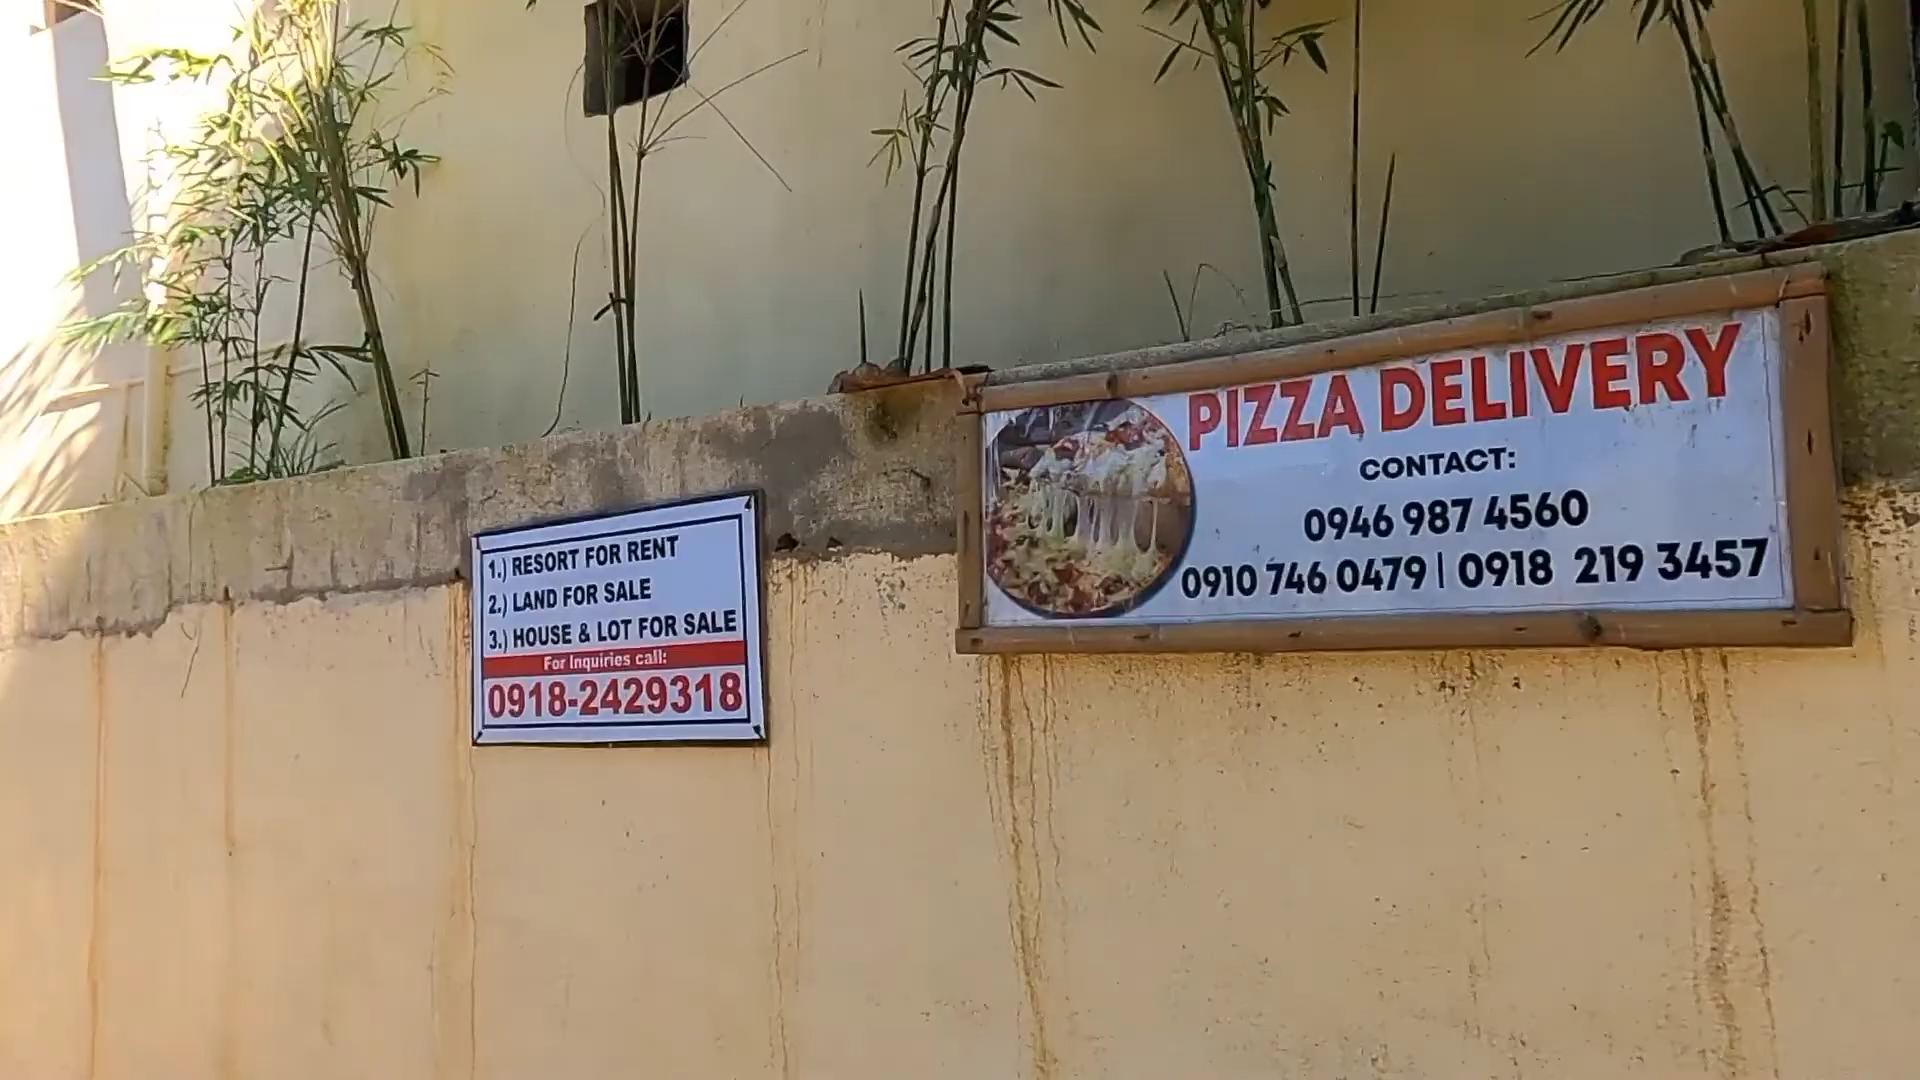 1.) RESORT FOR RENT
2.) LAND FOR SALE
3.) HOUSE & LOT FOR SALE
For Inquiries call:
0918-2429318
PIZZA DELIVERY
CONTACT:
0946 987 4560
0910 746 0479 | 0918 219 3457